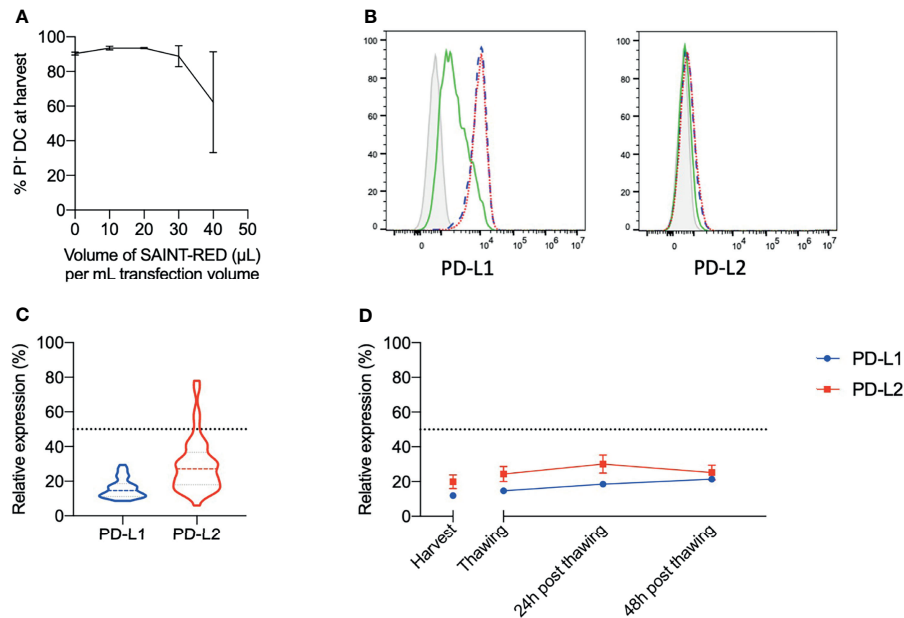 A
% PI- DC at harvest
100
80
60
40
20
0
0 10 20 30 40 50
Volume of SAINT-RED (µL)
per mL transfection volume
B
100
80
60
40
20
0 10⁴ 10⁵ 10⁶ 10⁷
PD-L1
100
80
60
40
20
0 10⁴ 10⁵ 10⁶ 10⁷
PD-L2
C
Relative expression (%)
100
80
60
40
20
0
PD-L1 PD-L2
D
Relative expression (%)
100
80
60
40
20
0
Harvest
Thawing
24h post thawing
48h post thawing
PD-L1
PD-L2